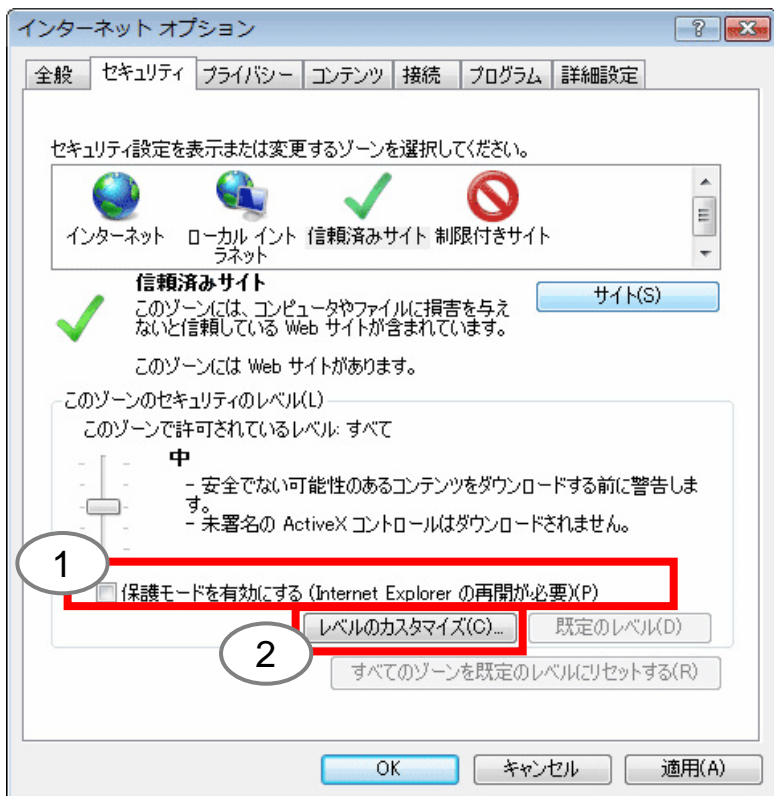 インターネット オプション
全般 セキュリティ プライバシー コンテンツ 接続 プログラム 詳細設定
セキュリティ設定を表示または変更するゾーンを選択してください。
インターネット ローカル イント 信頼済みサイト 制限付きサイト
ラネット
信頼済みサイト
サイト(S)
このゾーンには、コンピュータやファイルに損害を与え
ないと信頼している Web サイトが含まれています。
このゾーンには Web サイトがあります。
このゾーンのセキュリティのレベル(L)
このゾーンで許可されているレベル: すべて
中
- 安全でない可能性のあるコンテンツをダウンロードする前に警告しま
す。
- 未署名の ActiveX コントロールはダウンロードされません。
1
保護モードを有効にする (Internet Explorer の再開が必要)(P)
レベルのカスタマイズ(C)... 既定のレベル(D)
2
すべてのゾーンを既定のレベルにリセットする(R)
OK キャンセル 適用(A)